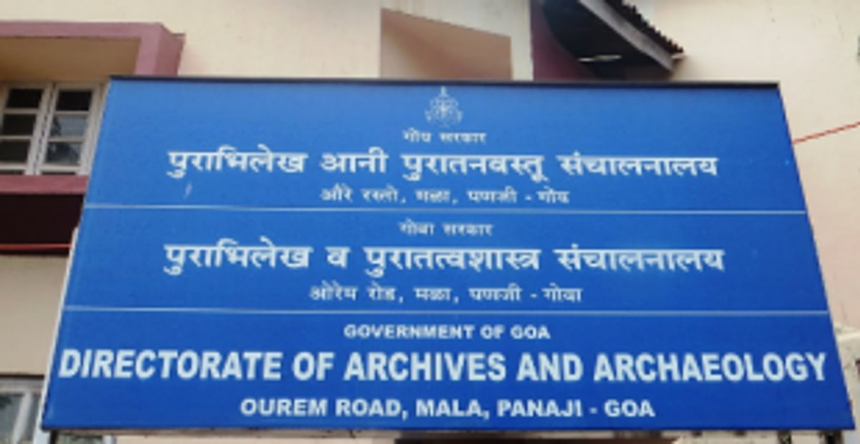 गोंय सरकार
पुराभिलेख आनी पुरातनवस्तू संचालनालय
औरे रस्तो, मळा, पणजी - गोंय
गोवा सरकार
पुराभिलेख व पुरातत्वशास्त्र संचालनालय
ओरेम रोड, मळा, पणजी - गोवा
GOVERNMENT OF GOA
DIRECTORATE OF ARCHIVES AND ARCHAEOLOGY
OUREM ROAD, MALA, PANAJI - GOA